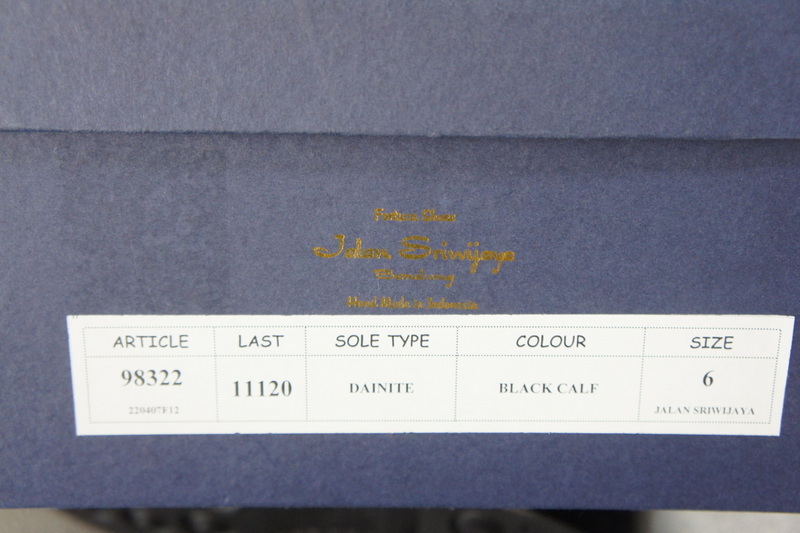 Fortuna Shoes
Jalan Sriwijaya
Bandung
Hand Made in Indonesia
ARTICLE LAST SOLE TYPE COLOUR SIZE
98322 11120 DAINITE BLACK CALF 6
220407F12 JALAN SRIWIJAYA